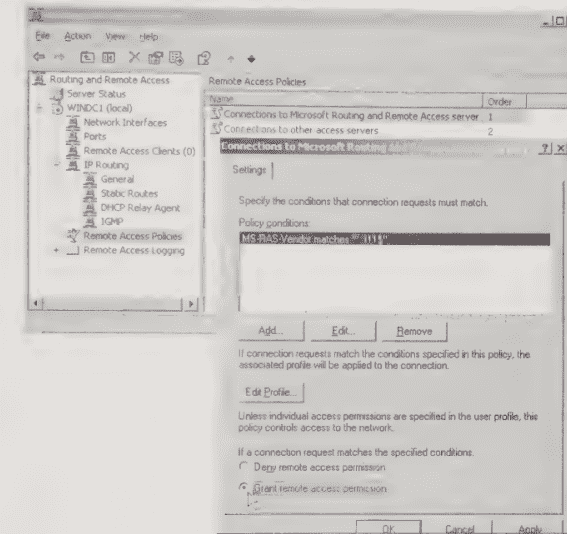 File Action View Help
Routing and Remote Access
Server Status
WINDC1 (local)
Network Interfaces
Ports
Remote Access Clients (0)
IP Routing
General
Static Routes
DHCP Relay Agent
IGMP
Remote Access Policies
Remote Access Logging
Remote Access Policies
Name Order
Connections to Microsoft Routing and Remote Access server 1
Connections to other access servers 2
Connections to Microsoft Routing
Settings
Specify the conditions that connection requests must match.
Policy conditions:
MS-RAS-Vendor matches
Add... Edit... Remove
If connection requests match the conditions specified in this policy, the
associated profile will be applied to the connection.
Edit Profile...
Unless individual access permissions are specified in the user profile, this
policy controls access to the network.
If a connection request matches the specified conditions:
Deny remote access permission
Grant remote access permission
OK Cancel Apply